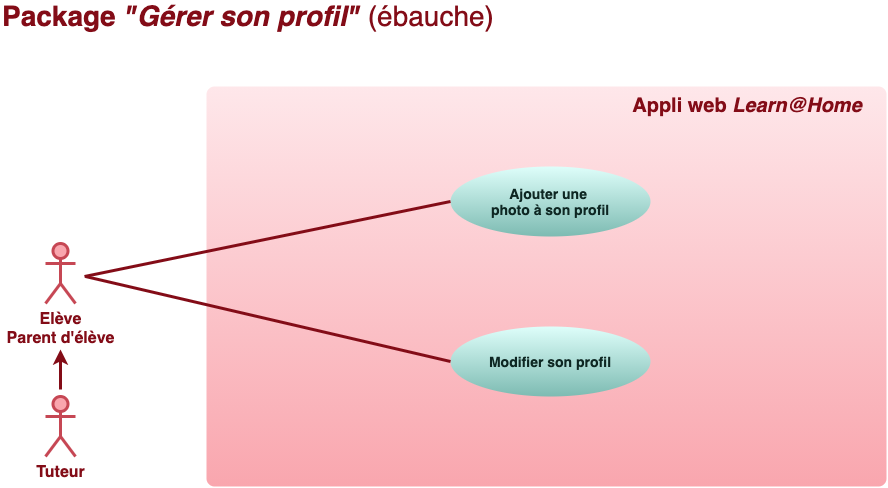 Package "Gérer son profil" (ébauche)
Appli web Learn@Home
Ajouter une
photo à son profil
Elève
Parent d'élève
Modifier son profil
Tuteur